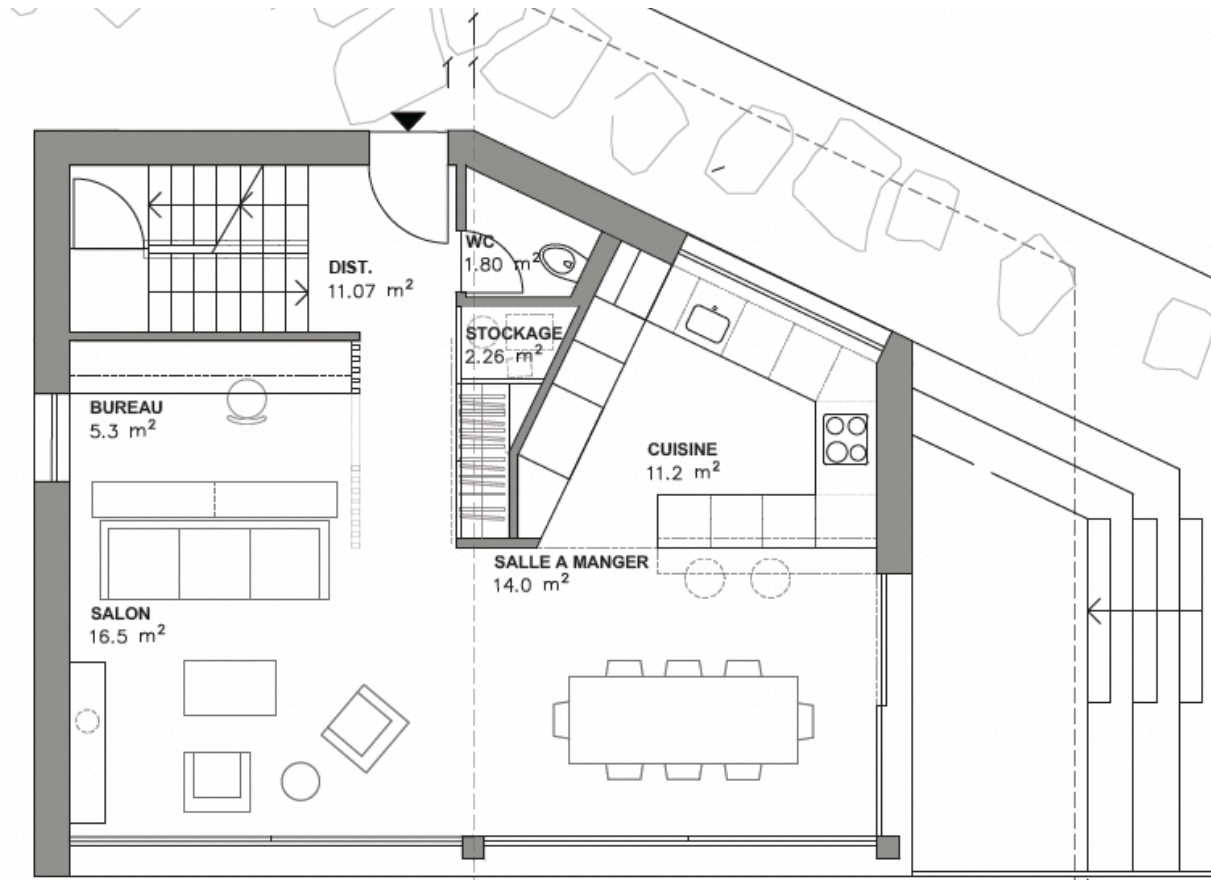 WC
1.80 m²
DIST.
11.07 m²
STOCKAGE
2.26 m²
BUREAU
5.3 m²
CUISINE
11.2 m²
SALLE A MANGER
14.0 m²
SALON
16.5 m²